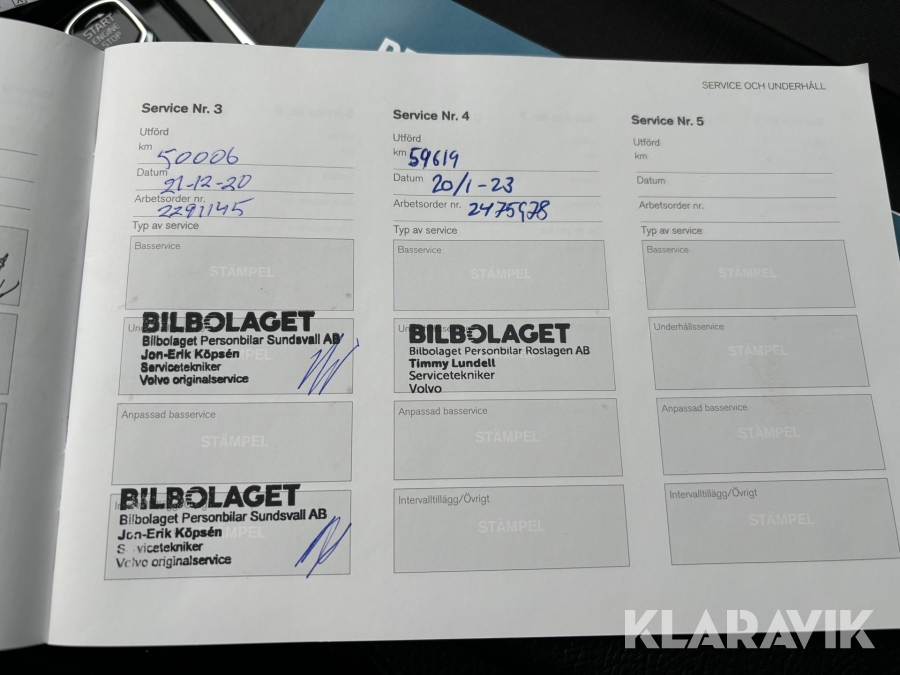 START
ENGINE
STOP
SERVICE OCH UNDERHÅLL
Service Nr. 3
Utförd
km 50006
Datum 21-12-20
Arbetsorder nr. 2291145
Typ av service
Basservice
STÄMPEL
BILBOLAGET
Bilbolaget Personbilar Sundsvall AB
Jon-Erik Köpsén
Servicetekniker
Volvo originalservice
Anpassad basservice
STÄMPEL
BILBOLAGET
Bilbolaget Personbilar Sundsvall AB
Jon-Erik Köpsén
Servicetekniker
Volvo originalservice
Service Nr. 4
Utförd
km 59619
Datum 20/1-23
Arbetsorder nr. 2475978
Typ av service
Basservice
STÄMPEL
BILBOLAGET
Bilbolaget Personbilar Roslagen AB
Timmy Lundell
Servicetekniker
Volvo
Anpassad basservice
STÄMPEL
Intervalltillägg/Övrigt
STÄMPEL
Service Nr. 5
Utförd
km
Datum
Arbetsorder nr.
Typ av service
Basservice
STÄMPEL
Underhållsservice
STÄMPEL
Anpassad basservice
STÄMPEL
Intervalltillägg/Övrigt
STÄMPEL
KLARAVIK